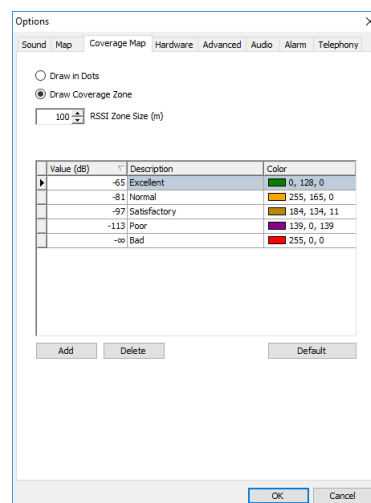 Options
Sound Map Coverage Map Hardware Advanced Audio Alarm Telephony
Draw in Dots
Draw Coverage Zone
100 RSSI Zone Size (m)
Value (dB) Description Color
-65 Excellent 0, 128, 0
-81 Normal 255, 165, 0
-97 Satisfactory 184, 134, 11
-113 Poor 139, 0, 139
-∞ Bad 255, 0, 0
Add Delete Default
OK Cancel